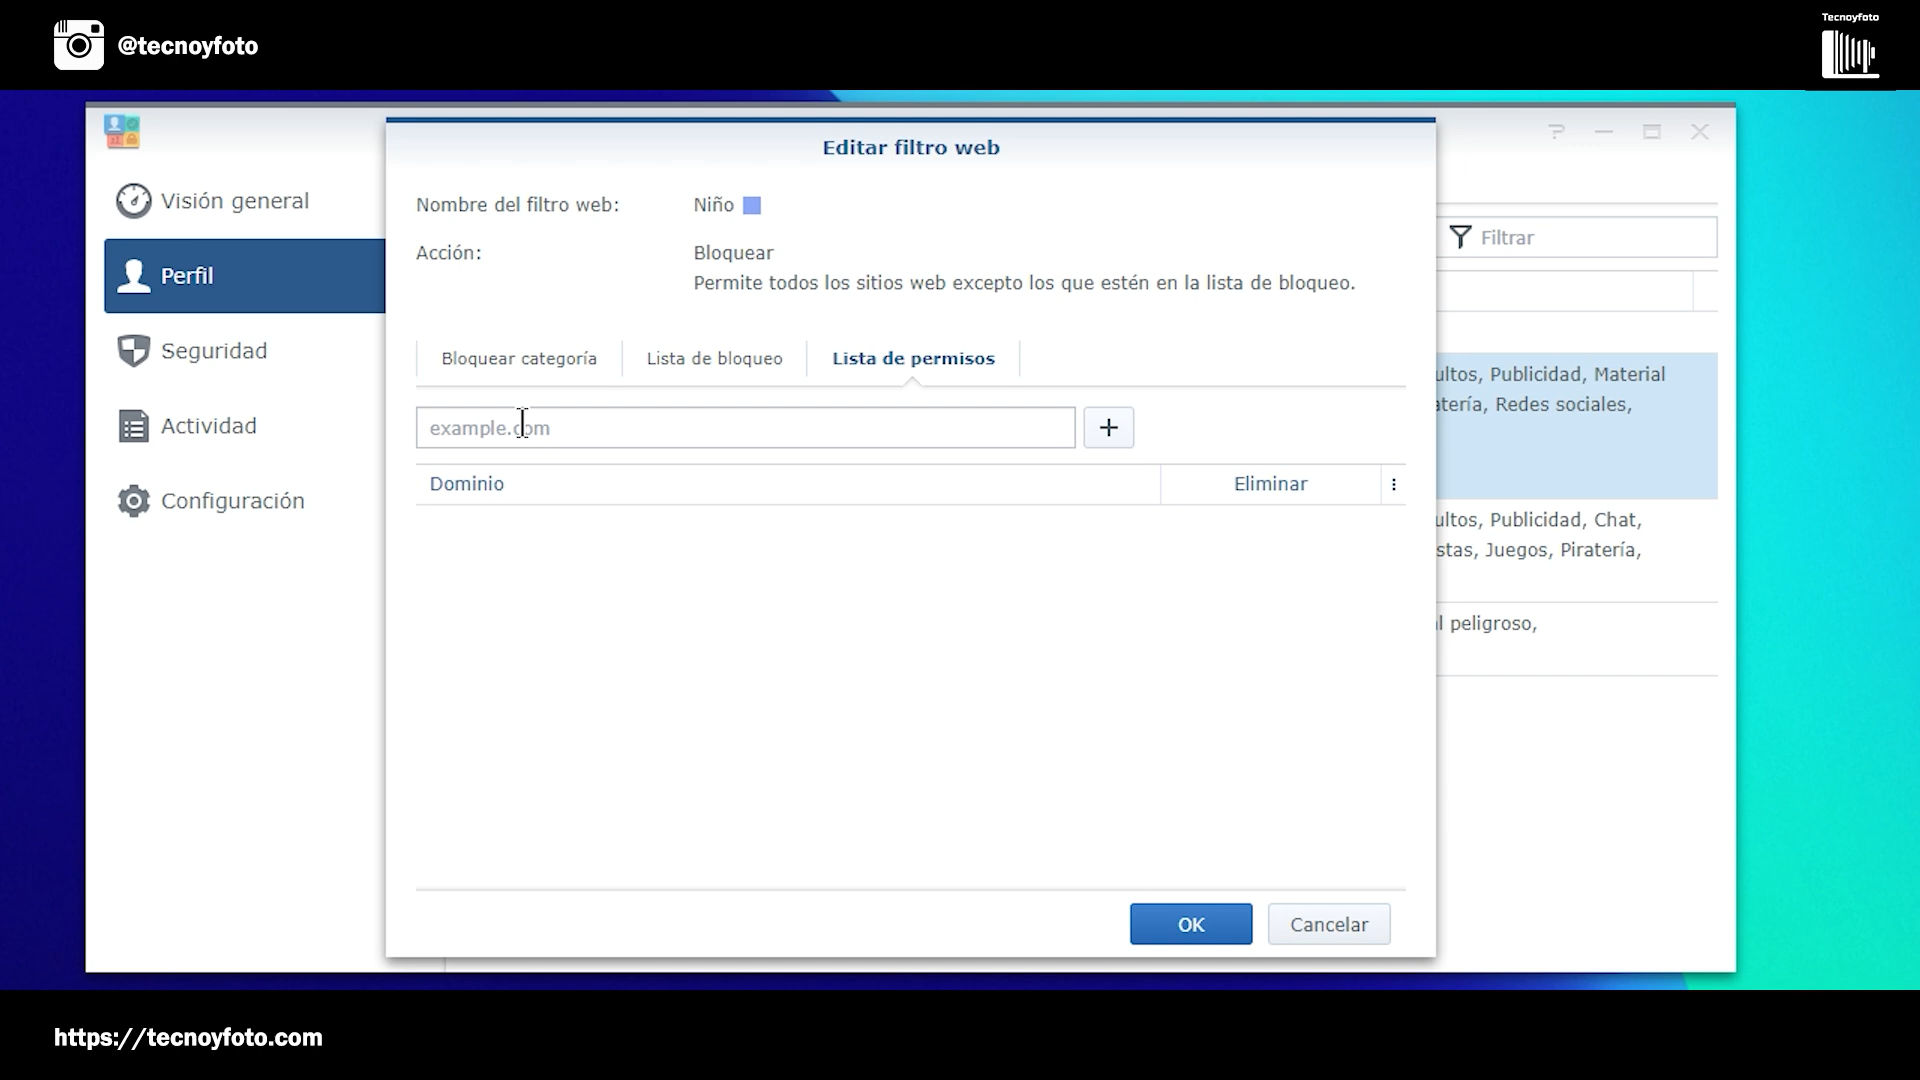 @tecnoyfoto
Tecnoyfoto
Editar filtro web
Visión general
Perfil
Seguridad
Actividad
Configuración
Nombre del filtro web: Niño
Acción: Bloquear
Permite todos los sitios web excepto los que estén en la lista de bloqueo.
Bloquear categoría Lista de bloqueo Lista de permisos
example.com
Dominio Eliminar
OK Cancelar
Filtrar
ultos, Publicidad, Material
atería, Redes sociales,
ultos, Publicidad, Chat,
stas, Juegos, Piratería,
al peligroso,
https://tecnoyfoto.com